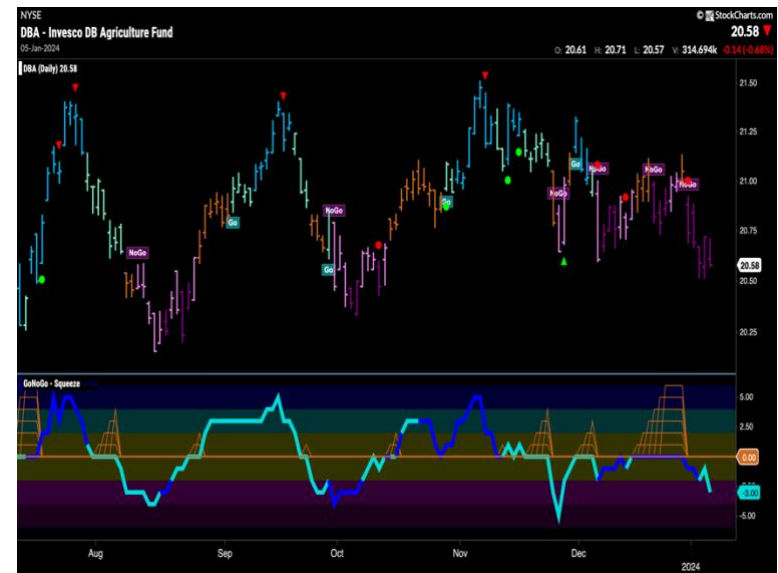 NYSE © StockCharts.com
DBA - Invesco DB Agriculture Fund 20.58
05-Jan-2024 O: 20.61 H: 20.71 L: 20.57 V: 314.694k -0.14 (-0.68%)
DBA (Daily) 20.58
21.50
21.25
Go NoGo NoGo
21.00
NoGo NoGo
Go
NoGo
Go
20.75
NoGo
Go
20.58
20.50
20.25
GoNoGo - Squeeze
5.00
2.50
0.00
-3.00
-5.00
Aug Sep Oct Nov Dec 2024